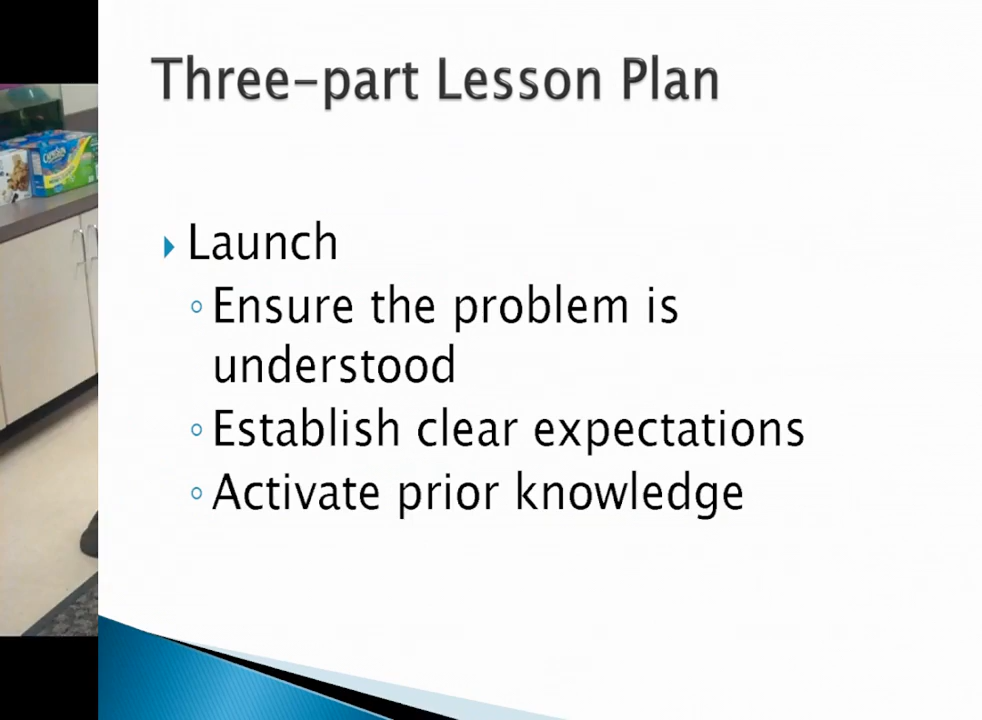 Three-part Lesson Plan
Launch
Ensure the problem is
understood
Establish clear expectations
Activate prior knowledge